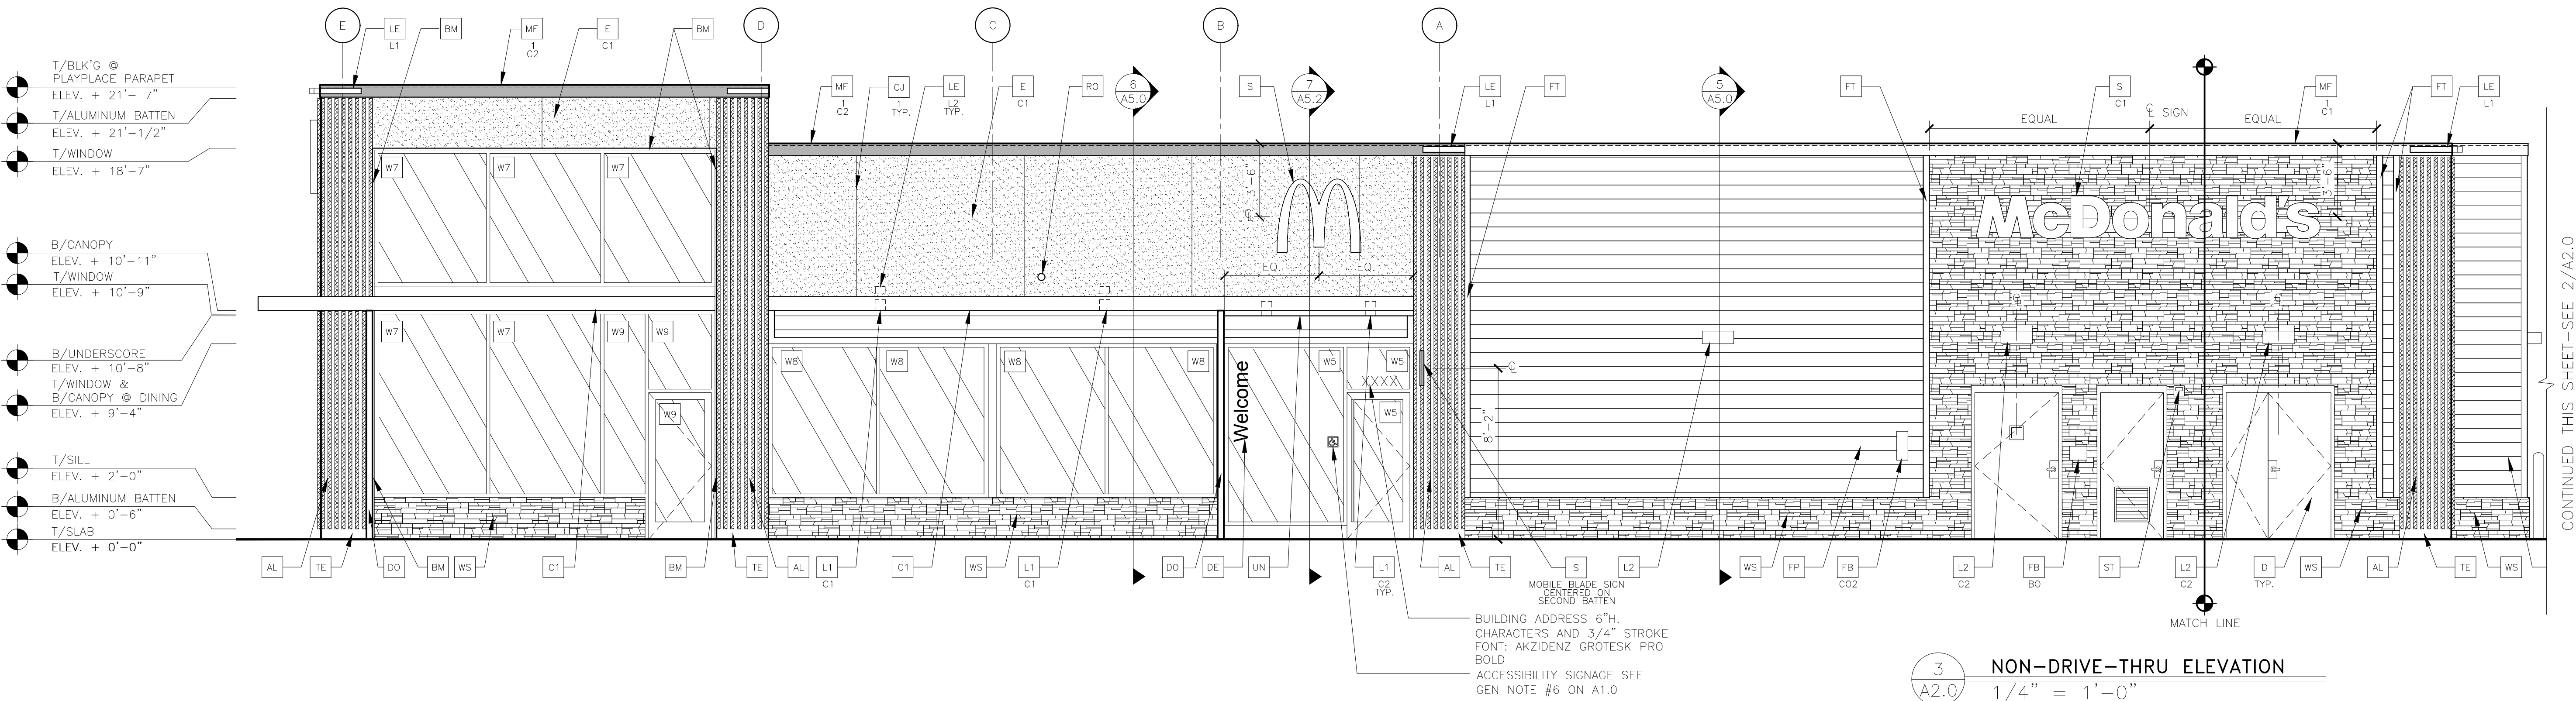 E
D
C
B
A
LE
L1
BM
MF
1
C2
E
C1
BM
MF
1
C2
CJ
1
TYP.
LE
L2
TYP.
E
C1
RO
6
A5.0
S
7
A5.2
LE
L1
FT
5
A5.0
FT
S
C1
℄ SIGN
MF
1
C1
FT
LE
L1
EQUAL
EQUAL
T/BLK'G @
PLAYPLACE PARAPET
ELEV. + 21'- 7"
T/ALUMINUM BATTEN
ELEV. + 21'-1/2"
T/WINDOW
ELEV. + 18'-7"
B/CANOPY
ELEV. + 10'-11"
T/WINDOW
ELEV. + 10'-9"
B/UNDERSCORE
ELEV. + 10'-8"
T/WINDOW &
B/CANOPY @ DINING
ELEV. + 9'-4"
T/SILL
ELEV. + 2'-0"
B/ALUMINUM BATTEN
ELEV. + 0'-6"
T/SLAB
ELEV. + 0'-0"
W7
W7
W7
W7
W7
W9
W9
W9
W8
W8
W8
W8
3'-6"
℄
EQ.
EQ.
Welcome
W5
W5
XXXX
W5
℄
8'-2"
3'-6"
McDonald's
℄
℄
CONTINUED THIS SHEET-SEE 2/A2.0
AL
TE
DO
BM
WS
C1
BM
TE
AL
L1
C1
C1
WS
L1
C1
DO
DE
UN
L1
C2
TYP.
AL
TE
S
MOBILE BLADE SIGN
CENTERED ON
SECOND BATTEN
L2
WS
FP
FB
CO2
L2
C2
FB
BO
ST
L2
C2
D
TYP.
WS
AL
TE
WS
BUILDING ADDRESS 6"H.
CHARACTERS AND 3/4" STROKE
FONT: AKZIDENZ GROTESK PRO
BOLD
ACCESSIBILITY SIGNAGE SEE
GEN NOTE #6 ON A1.0
MATCH LINE
3
A2.0
NON-DRIVE-THRU ELEVATION
1/4" = 1'-0"